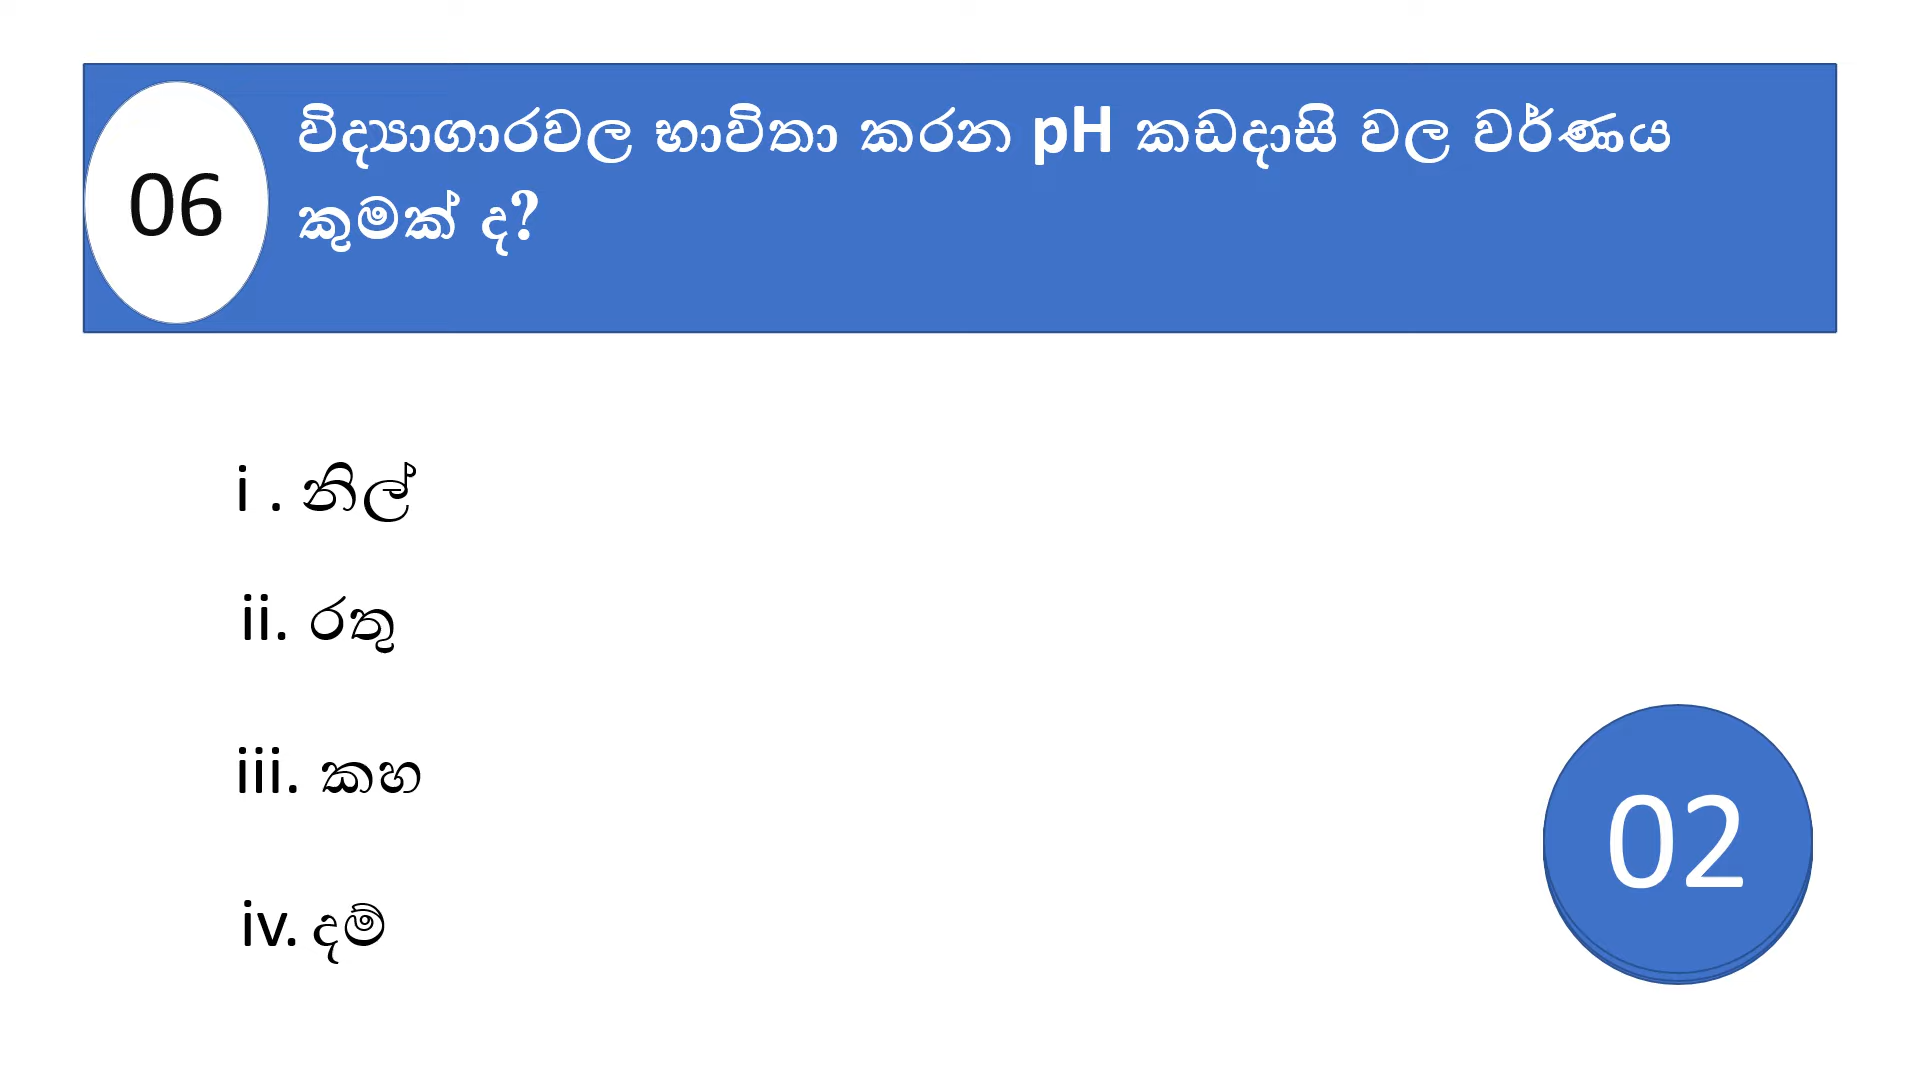 06
විද්‍යාගාරවල භාවිතා කරන pH කඩදාසි වල වර්ණය
කුමක් ද?
i . නිල්
ii. රතු
iii. කහ
iv. දම්
02